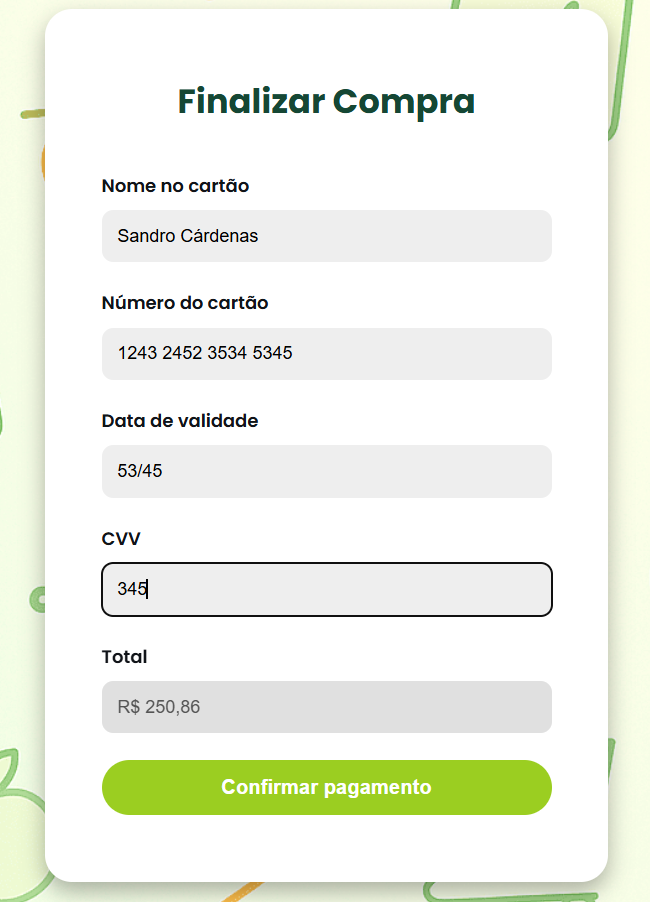 Finalizar Compra
Nome no cartão
Sandro Cárdenas
Número do cartão
1243 2452 3534 5345
Data de validade
53/45
CVV
345
Total
R$ 250,86
Confirmar pagamento